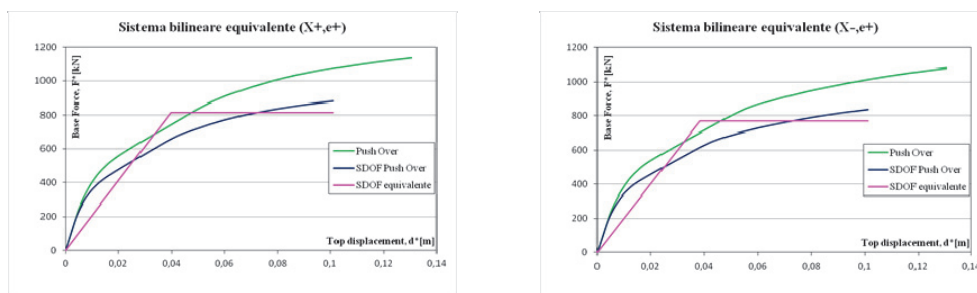 Sistema bilineare equivalente (X+,e+)
Base Force, F*[kN]
1200
1000
800
600
400
200
0
Push Over
SDOF Push Over
SDOF equivalente
Top displacement, d*[m]
0
0,02
0,04
0,06
0,08
0,1
0,12
0,14
Sistema bilineare equivalente (X-,e+)
Base Force, F*[kN]
1200
1000
800
600
400
200
0
Push Over
SDOF Push Over
SDOF equivalente
Top displacement, d*[m]
0
0,02
0,04
0,06
0,08
0,1
0,12
0,14